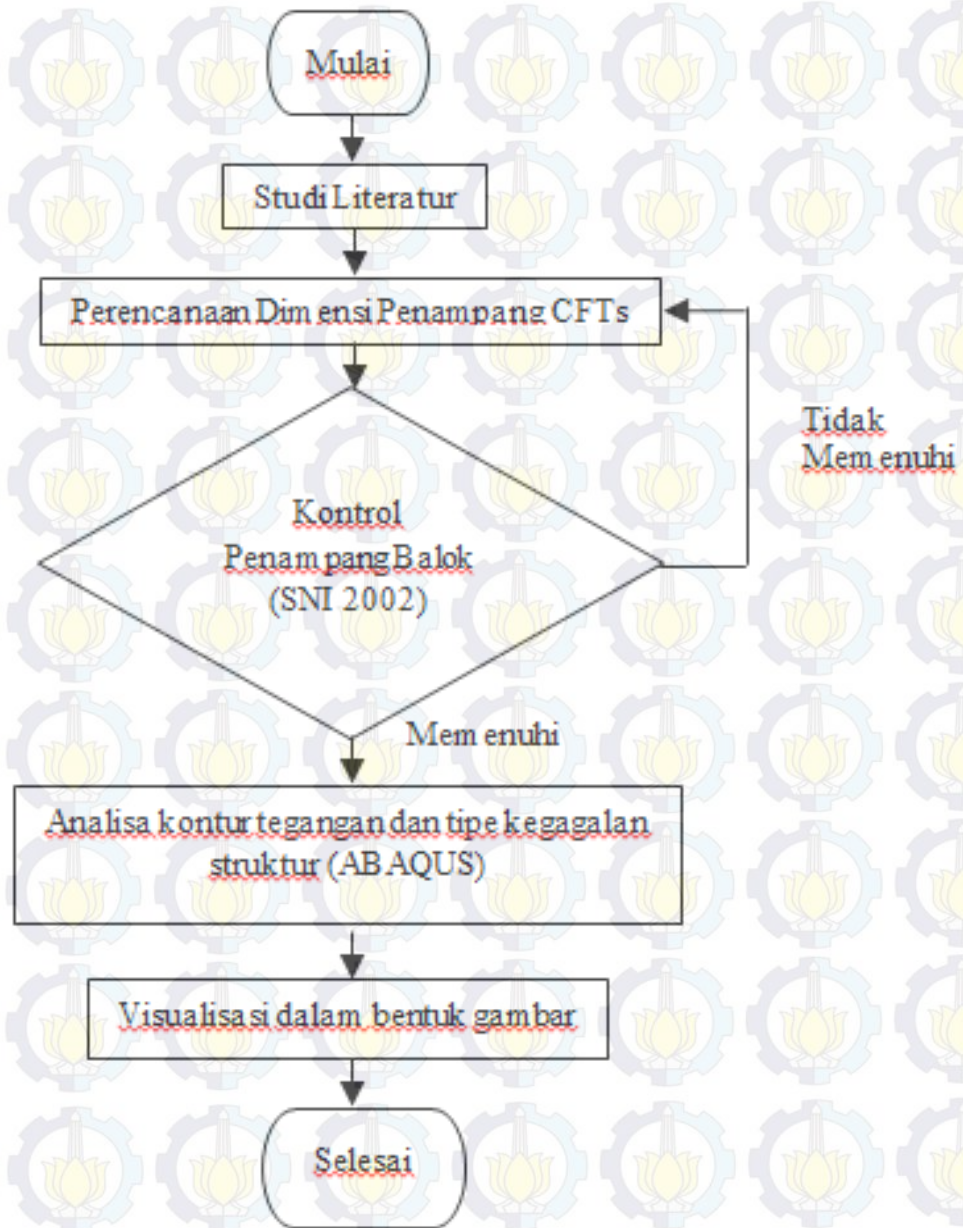 Mulai
Studi Literatur
Perencanaan Dimensi Penampang CFTs
Tidak
Memenuhi
Kontrol
Penampang Balok
(SNI 2002)
Memenuhi
Analisa kontur tegangan dan tipe kegagalan
struktur (ABAQUS)
Visualisasi dalam bentuk gambar
Selesai